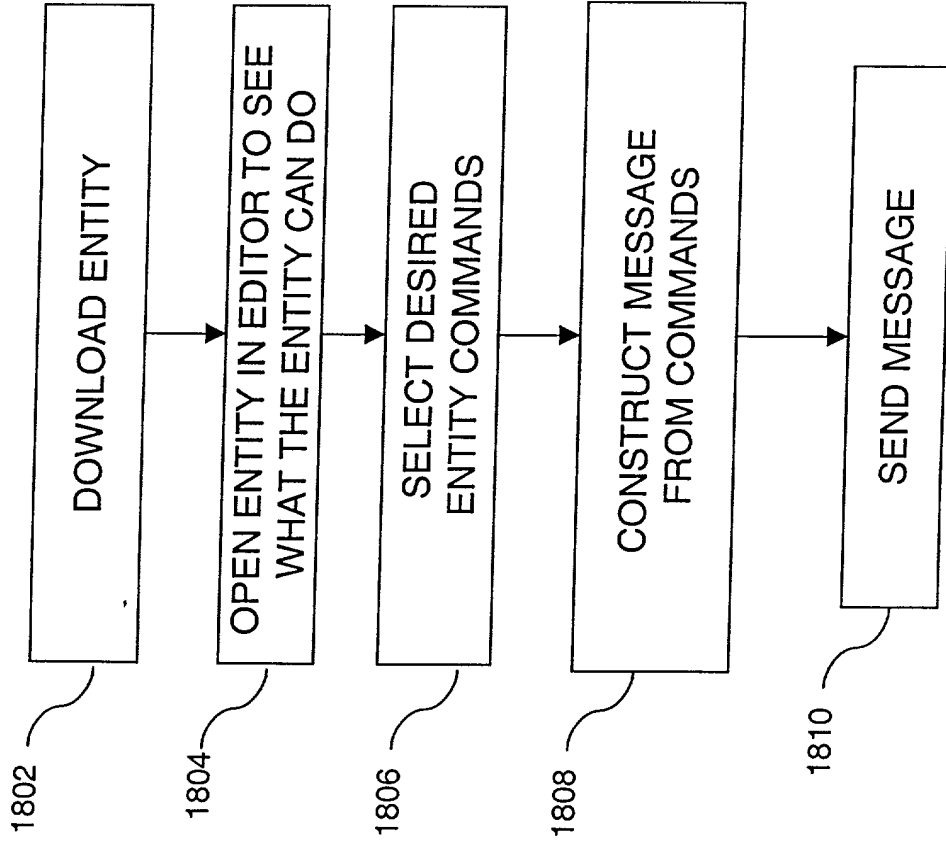 1802
DOWNLOAD ENTITY
1804
OPEN ENTITY IN EDITOR TO SEE
WHAT THE ENTITY CAN DO
1806
SELECT DESIRED
ENTITY COMMANDS
1808
CONSTRUCT MESSAGE
FROM COMMANDS
1810
SEND MESSAGE